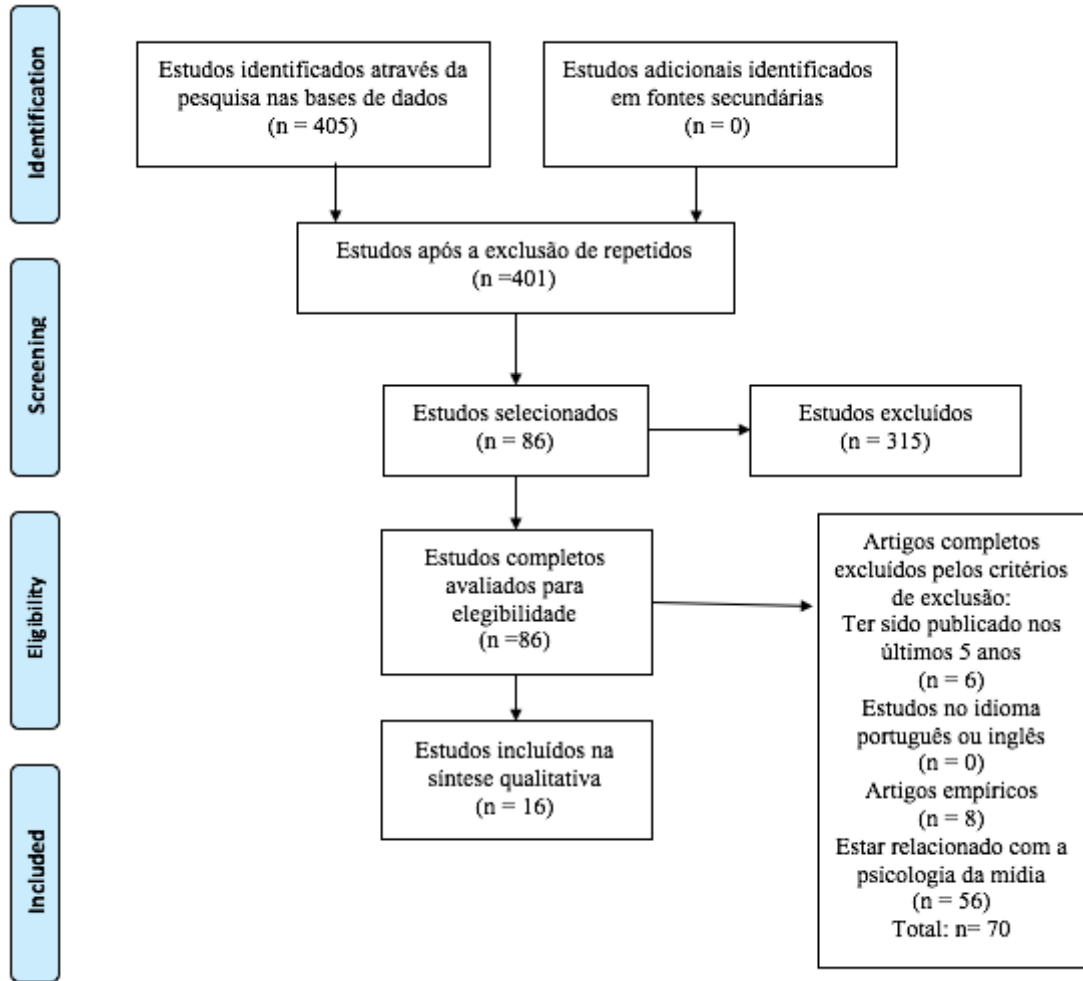 Identification
Estudos identificados através da
pesquisa nas bases de dados
(n = 405)
Estudos adicionais identificados
em fontes secundárias
(n = 0)
Estudos após a exclusão de repetidos
(n =401)
Screening
Estudos selecionados
(n = 86)
Estudos excluídos
(n = 315)
Eligibility
Estudos completos
avaliados para
elegibilidade
(n =86)
Artigos completos
excluídos pelos critérios
de exclusão:
Ter sido publicado nos
últimos 5 anos
(n = 6)
Estudos no idioma
português ou inglês
(n = 0)
Artigos empíricos
(n = 8)
Estar relacionado com a
psicologia da mídia
(n = 56)
Total: n= 70
Included
Estudos incluídos na
síntese qualitativa
(n = 16)